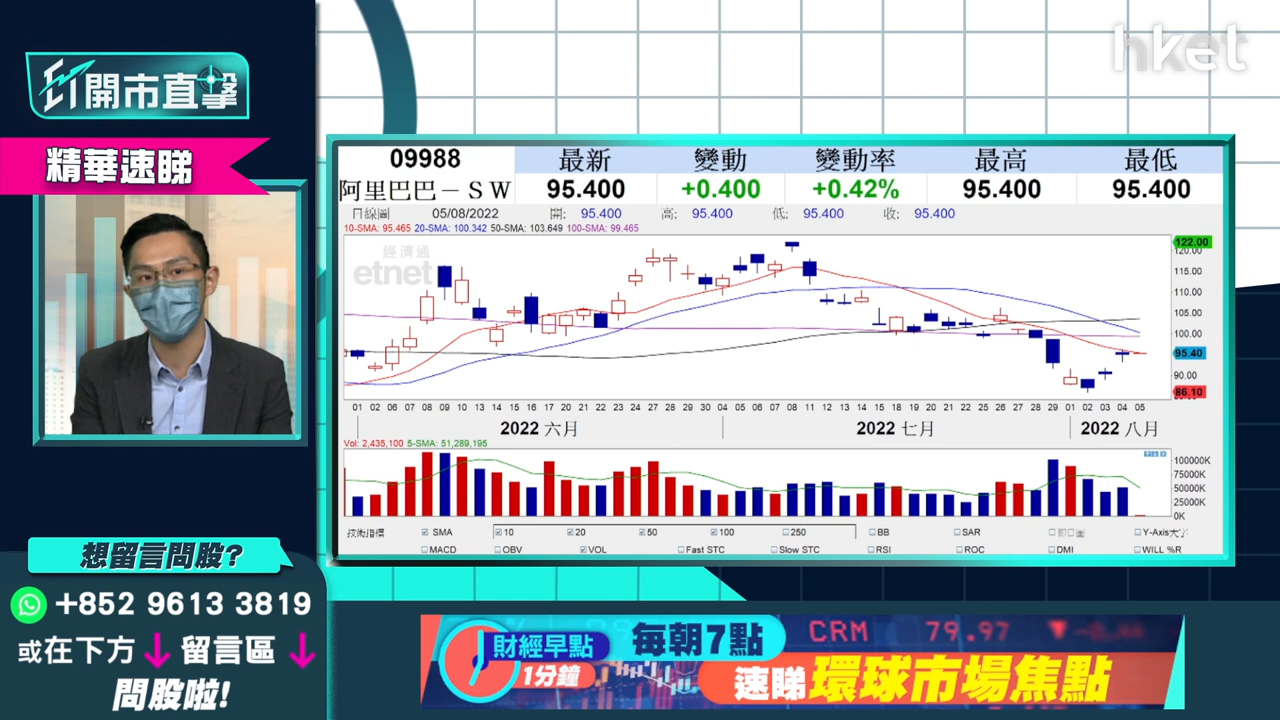 hket
ET開市直擊
精華速睇
09988
阿里巴巴－ＳＷ
最新 變動 變動率 最高 最低
95.400 +0.400 +0.42% 95.400 95.400
日線圖 05/08/2022 開: 95.400 高: 95.400 低: 95.400 收: 95.400
10-SMA: 95.465 20-SMA: 100.342 50-SMA: 103.649 100-SMA: 99.465
經濟通
etnet
122.00
120.00
115.00
110.00
105.00
100.00
95.40
90.00
86.10
01 02 06 07 08 09 10 13 14 15 16 17 20 21 22 23 24 27 28 29 30 04 05 06 07 08 11 12 13 14 15 18 19 20 21 22 25 26 27 28 29 01 02 03 04 05
2022 六月 2022 七月 2022 八月
Vol: 2,435,100 5-SMA: 51,289,195
100000K
75000K
50000K
25000K
0K
技術指標 SMA 10 20 50 100 250 BB SAR Y-Axis大字
MACD OBV VOL Fast STC Slow STC RSI ROC DMI WILL %R
想留言問股?
+852 9613 3819
或在下方 留言區
問股啦!
財經早點
1分鐘
每朝7點
速睇環球市場焦點
CRM 79.97